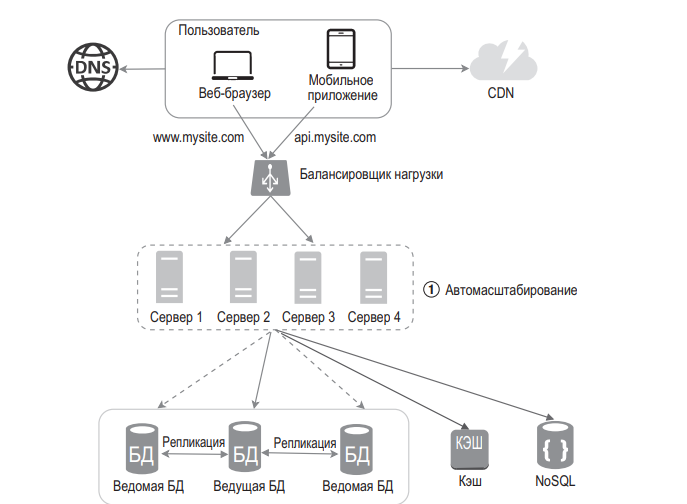 Пользователь
DNS
Веб-браузер
Мобильное
приложение
CDN
www.mysite.com
api.mysite.com
Балансировщик нагрузки
Сервер 1
Сервер 2
Сервер 3
Сервер 4
1 Автомасштабирование
БД
Репликация
БД
Репликация
БД
КЭШ
{ }
Ведомая БД
Ведущая БД
Ведомая БД
Кэш
NoSQL